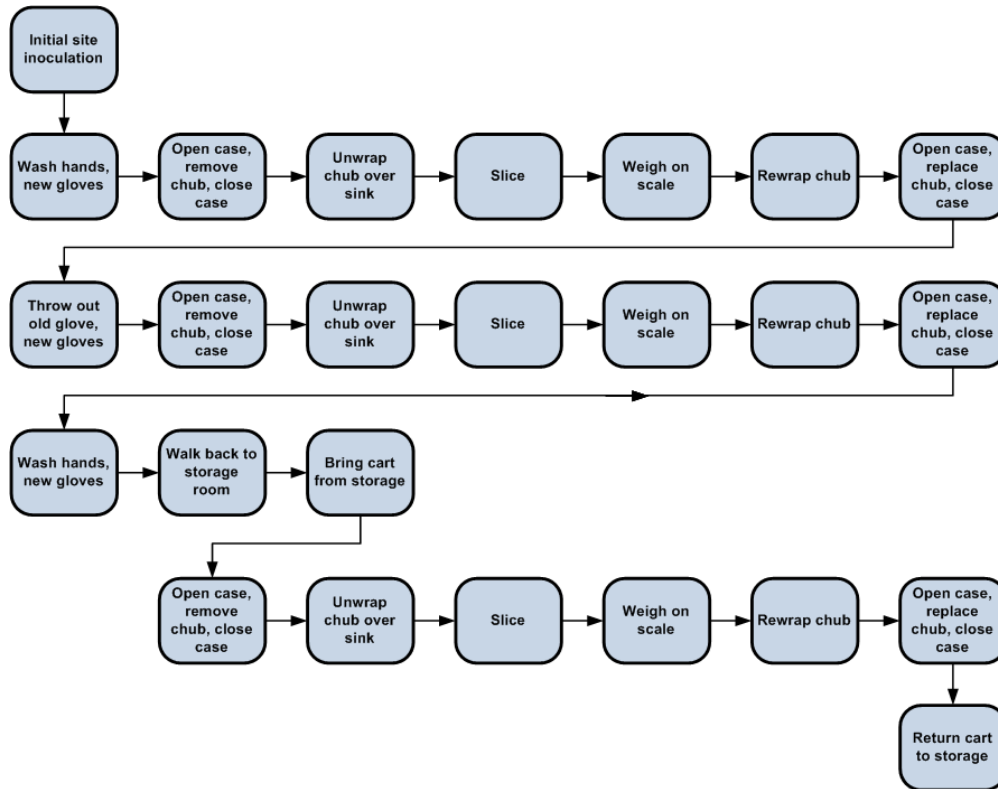 Initial site
inoculation
Wash hands,
new gloves
Open case,
remove
chub, close
case
Unwrap
chub over
sink
Slice
Weigh on
scale
Rewrap chub
Open case,
replace
chub, close
case
Throw out
old glove,
new gloves
Open case,
remove
chub, close
case
Unwrap
chub over
sink
Slice
Weigh on
scale
Rewrap chub
Open case,
replace
chub, close
case
Wash hands,
new gloves
Walk back to
storage
room
Bring cart
from storage
Open case,
remove
chub, close
case
Unwrap
chub over
sink
Slice
Weigh on
scale
Rewrap chub
Open case,
replace
chub, close
case
Return cart
to storage